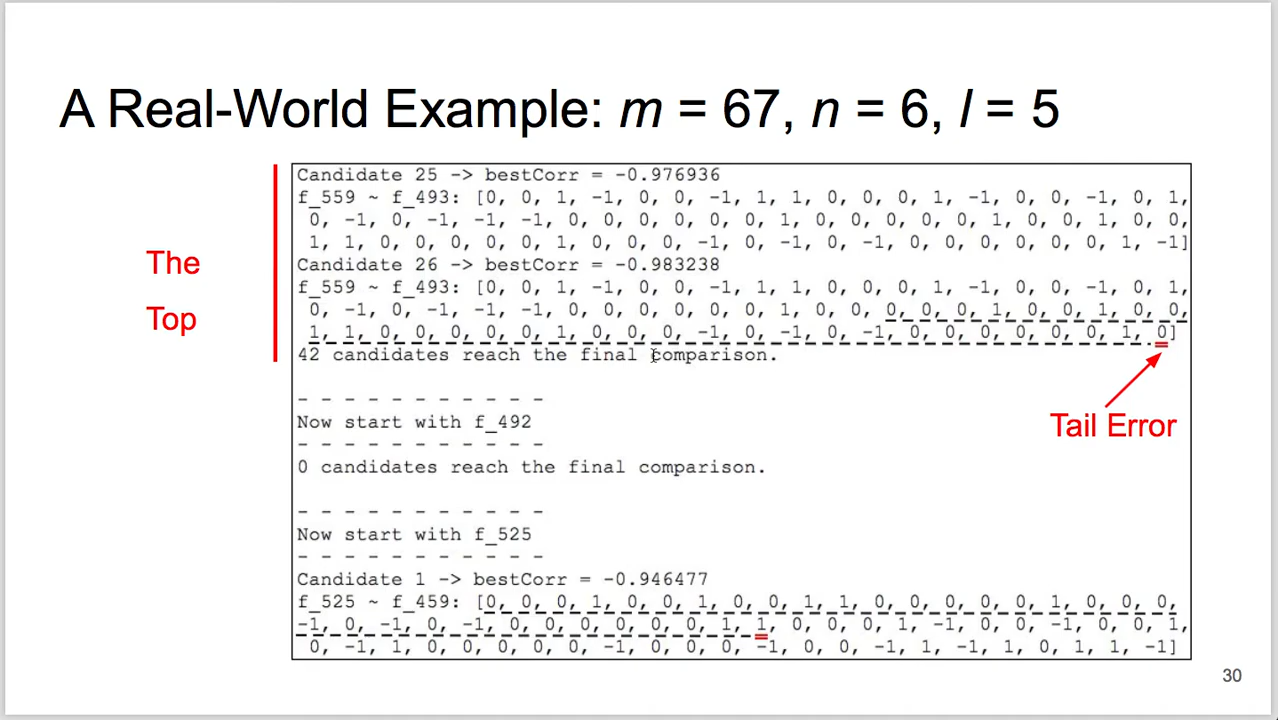 A Real-World Example: m = 67, n = 6, l = 5
The
Top
Candidate 25 -> bestCorr = -0.976936
f_559 ~ f_493: [0, 0, 1, -1, 0, 0, -1, 1, 1, 0, 0, 0, 1, -1, 0, 0, -1, 0, 1,
0, -1, 0, -1, -1, -1, 0, 0, 0, 0, 0, 0, 1, 0, 0, 0, 0, 0, 1, 0, 0, 1, 0, 0,
1, 1, 0, 0, 0, 0, 0, 1, 0, 0, 0, -1, 0, -1, 0, -1, 0, 0, 0, 0, 0, 0, 1, -1]
Candidate 26 -> bestCorr = -0.983238
f_559 ~ f_493: [0, 0, 1, -1, 0, 0, -1, 1, 1, 0, 0, 0, 1, -1, 0, 0, -1, 0, 1,
0, -1, 0, -1, -1, -1, 0, 0, 0, 0, 0, 0, 1, 0, 0, 0, 0, 0, 1, 0, 0, 1, 0, 0,
1, 1, 0, 0, 0, 0, 0, 1, 0, 0, 0, -1, 0, -1, 0, -1, 0, 0, 0, 0, 0, 0, 1, 0]
42 candidates reach the final comparison.
Tail Error
- - - - - - - - - - -
Now start with f_492
- - - - - - - - - - -
0 candidates reach the final comparison.
- - - - - - - - - - -
Now start with f_525
- - - - - - - - - - -
Candidate 1 -> bestCorr = -0.946477
f_525 ~ f_459: [0, 0, 0, 1, 0, 0, 1, 0, 0, 1, 1, 0, 0, 0, 0, 0, 1, 0, 0, 0,
-1, 0, -1, 0, -1, 0, 0, 0, 0, 0, 0, 1, 1, 0, 0, 0, 1, -1, 0, 0, -1, 0, 0, 1,
0, -1, 1, 0, 0, 0, 0, 0, -1, 0, 0, 0, -1, 0, 0, -1, 1, -1, 1, 0, 1, 1, -1]
30